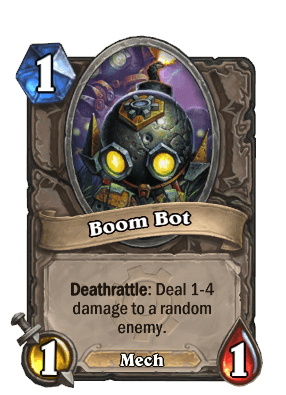 1
Boom Bot
Deathrattle: Deal 1-4
damage to a random
enemy.
1
Mech
1